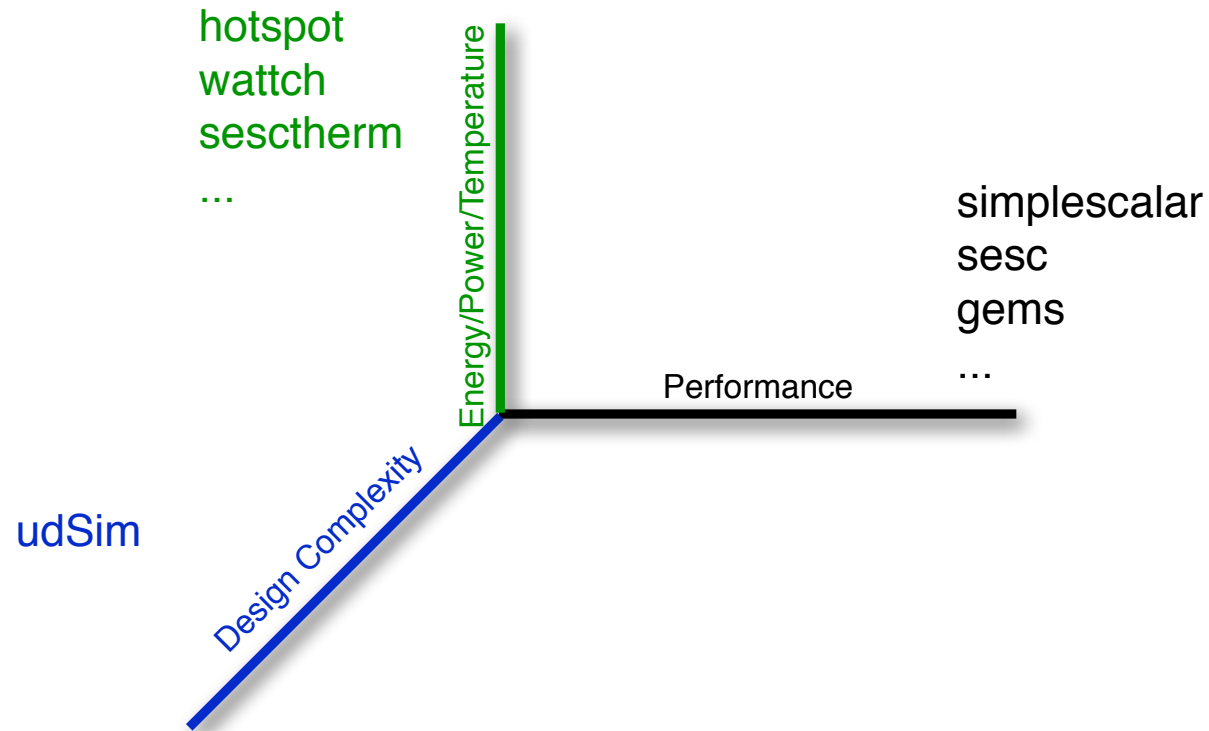 hotspot
wattch
sesctherm
...
Energy/Power/Temperature
simplescalar
sesc
gems
...
Performance
Design Complexity
udSim